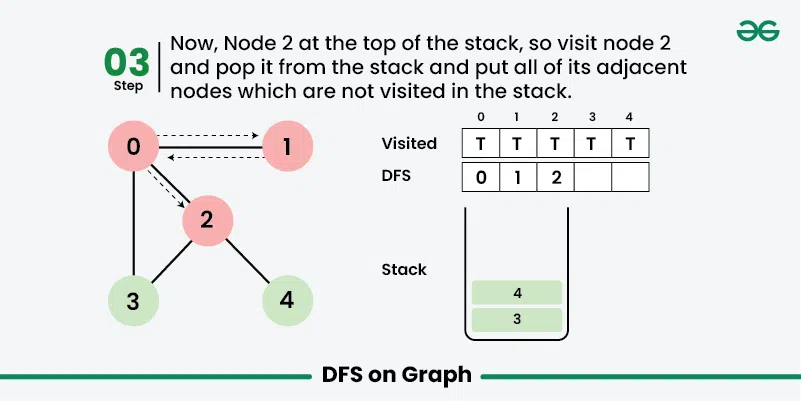 03
Step
Now, Node 2 at the top of the stack, so visit node 2
and pop it from the stack and put all of its adjacent
nodes which are not visited in the stack.
0 1
2
3 4
0 1 2 3 4
Visited T T T T T
DFS 0 1 2
Stack
4
3
DFS on Graph